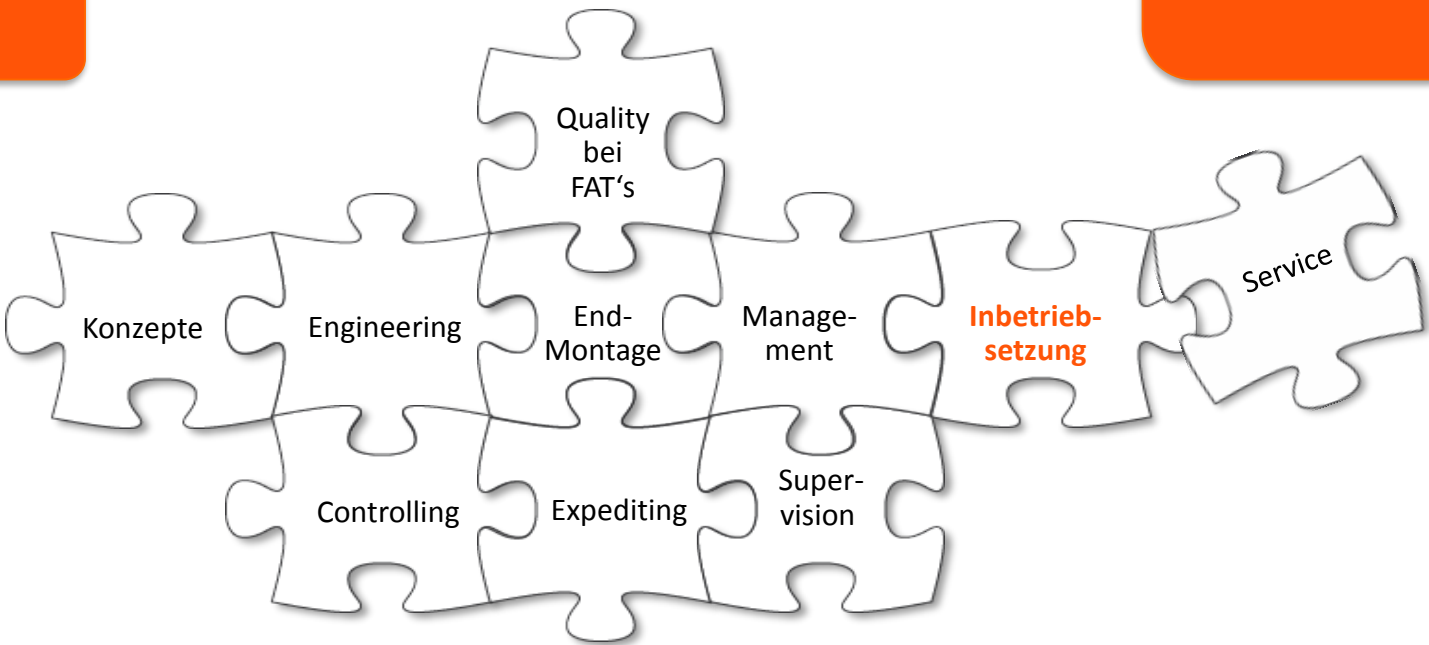 Quality
bei
FAT‘s
Konzepte
Engineering
End-
Montage
Manage-
ment
Inbetrieb-
setzung
Service
Controlling
Expediting
Super-
vision